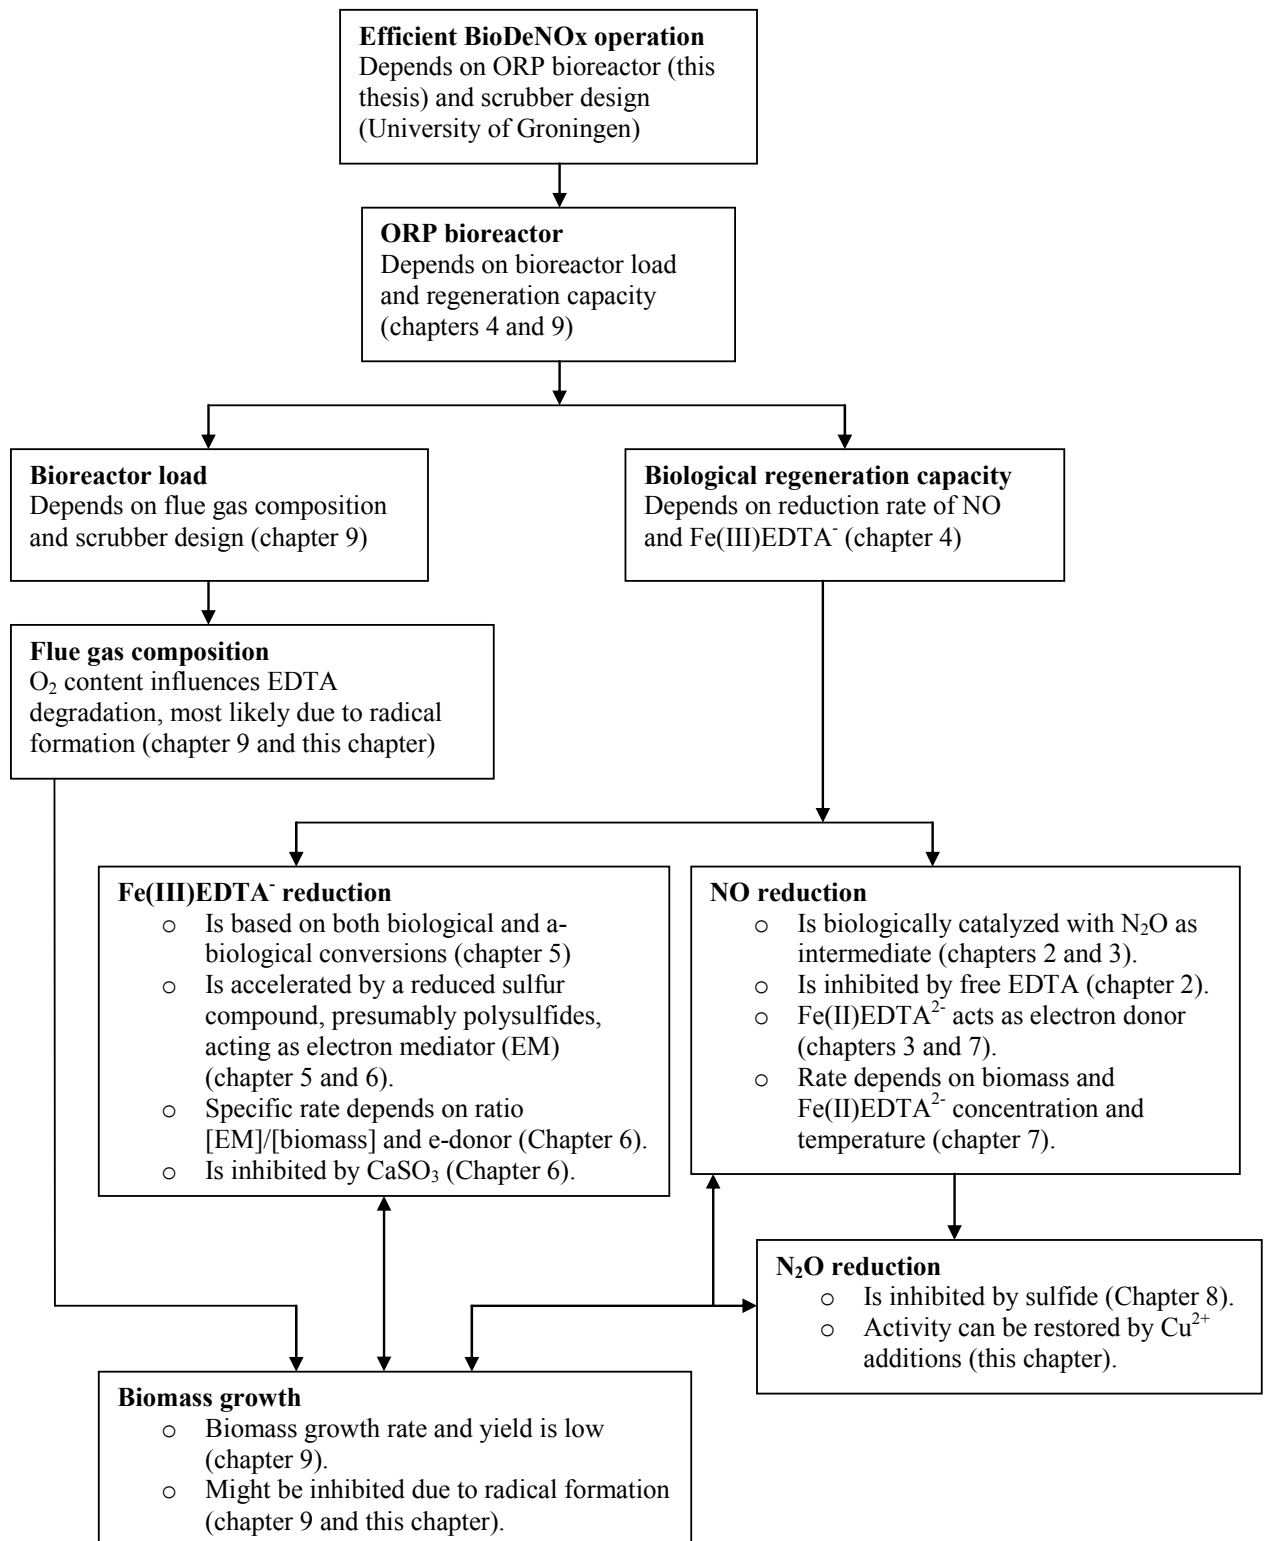 Efficient BioDeNOx operation
Depends on ORP bioreactor (this
thesis) and scrubber design
(University of Groningen)
ORP bioreactor
Depends on bioreactor load
and regeneration capacity
(chapters 4 and 9)
Bioreactor load
Depends on flue gas composition
and scrubber design (chapter 9)
Biological regeneration capacity
Depends on reduction rate of NO
and Fe(III)EDTA⁻ (chapter 4)
Flue gas composition
O₂ content influences EDTA
degradation, most likely due to radical
formation (chapter 9 and this chapter)
Fe(III)EDTA⁻ reduction
o Is based on both biological and a-
biological conversions (chapter 5)
o Is accelerated by a reduced sulfur
compound, presumably polysulfides,
acting as electron mediator (EM)
(chapter 5 and 6).
o Specific rate depends on ratio
[EM]/[biomass] and e-donor (Chapter 6).
o Is inhibited by CaSO₃ (Chapter 6).
NO reduction
o Is biologically catalyzed with N₂O as
intermediate (chapters 2 and 3).
o Is inhibited by free EDTA (chapter 2).
o Fe(II)EDTA²⁻ acts as electron donor
(chapters 3 and 7).
o Rate depends on biomass and
Fe(II)EDTA²⁻ concentration and
temperature (chapter 7).
N₂O reduction
o Is inhibited by sulfide (Chapter 8).
o Activity can be restored by Cu²⁺
additions (this chapter).
Biomass growth
o Biomass growth rate and yield is low
(chapter 9).
o Might be inhibited due to radical formation
(chapter 9 and this chapter).